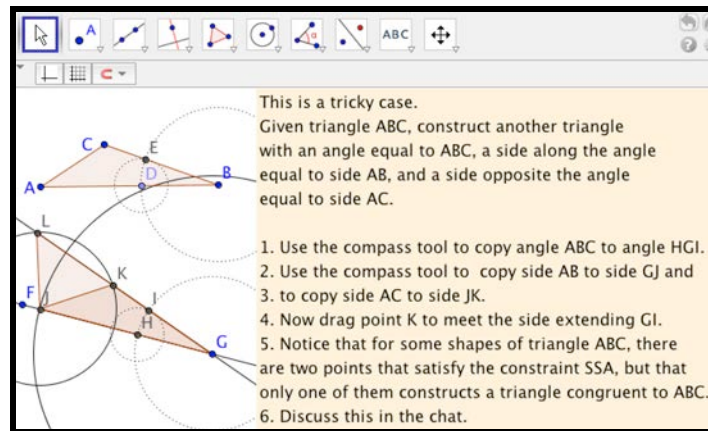 A
ABC
This is a tricky case.
Given triangle ABC, construct another triangle
with an angle equal to ABC, a side along the angle
equal to side AB, and a side opposite the angle
equal to side AC.
1. Use the compass tool to copy angle ABC to angle HGI.
2. Use the compass tool to  copy side AB to side GJ and
3. to copy side AC to side JK.
4. Now drag point K to meet the side extending GI.
5. Notice that for some shapes of triangle ABC, there
are two points that satisfy the constraint SSA, but that
only one of them constructs a triangle congruent to ABC.
6. Discuss this in the chat.
C
E
D
A
B
L
K
F
J
I
H
G